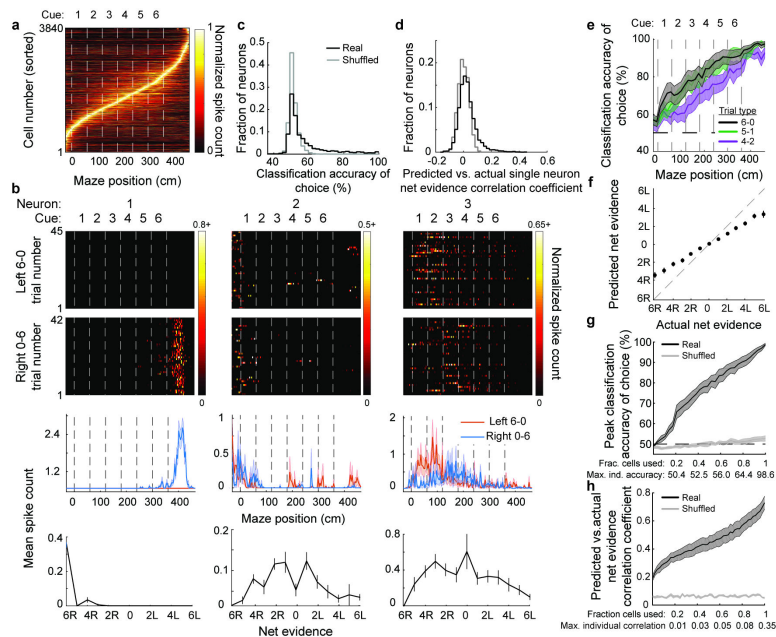 a
Cue: 1 2 3 4 5 6
3840
Cell number (sorted)
1
0 100 200 300 400
Maze position (cm)
1
0
Normalized spike count
c
Real
Shuffled
Fraction of neurons
0.5
0.4
0.3
0.2
0.1
0
40 60 80 100
Classification accuracy of
choice (%)
d
Real
Shuffled
Fraction of neurons
0.2
0.1
0
-0.2 0 0.2 0.4 0.6
Predicted vs. actual single neuron
net evidence correlation coefficient
e
Cue: 1 2 3 4 5 6
Classification accuracy of
choice (%)
100
80
60
40
Trial type
6-0
5-1
4-2
0 100 200 300 400
Maze position (cm)
b
Neuron: 1 2 3
Cue: 1 2 3 4 5 6 1 2 3 4 5 6 1 2 3 4 5 6
45
Left 6-0
trial number
1
42
Right 0-6
trial number
1
0.8+
0
0.5+
0
0.65+
0
Normalized spike count
Mean spike count
2.4
1.2
0 100 200 300 400
1
0.5
0
0 100 200 300 400
Maze position (cm)
3
2
1
0
Left 6-0
Right 0-6
0 100 200 300 400
0.4
0.2
0
6R 4R 2R 0 2L 4L 6L
0.2
0.1
0
6R 4R 2R 0 2L 4L 6L
Net evidence
0.8
0.4
0
6R 4R 2R 0 2L 4L 6L
f
Predicted net evidence
6L
4L
2L
0
2R
4R
6R
6R 4R 2R 0 2L 4L 6L
Actual net evidence
g
Real
Shuffled
Peak classification
accuracy of choice (%)
100
90
80
70
60
50
Frac. cells used: 0.2 0.4 0.6 0.8 1
Max. ind. accuracy: 50.4 52.5 56.0 64.4 98.6
h
Real
Shuffled
Predicted vs.actual
net evidence
correlation coefficient
0.8
0.6
0.4
0.2
0
Fraction cells used: 0.2 0.4 0.6 0.8 1
Max. individual correlation: 0.01 0.03 0.05 0.08 0.35